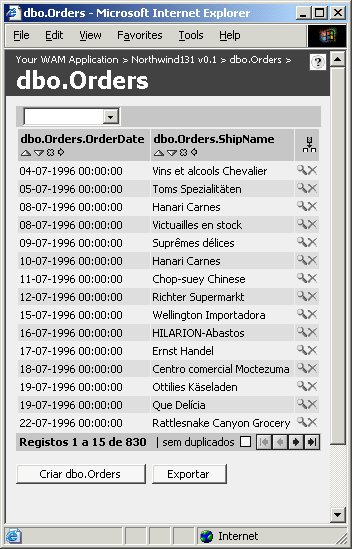 dbo.Orders - Microsoft Internet Explorer
File Edit View Favorites Tools Help
Your WAM Application > Northwind131 v0.1 > dbo.Orders > ?
dbo.Orders
dbo.Orders.OrderDate dbo.Orders.ShipName
04-07-1996 00:00:00 Vins et alcools Chevalier
05-07-1996 00:00:00 Toms Spezialitäten
08-07-1996 00:00:00 Hanari Carnes
08-07-1996 00:00:00 Victuailles en stock
09-07-1996 00:00:00 Suprêmes délices
10-07-1996 00:00:00 Hanari Carnes
11-07-1996 00:00:00 Chop-suey Chinese
12-07-1996 00:00:00 Richter Supermarkt
15-07-1996 00:00:00 Wellington Importadora
16-07-1996 00:00:00 HILARION-Abastos
17-07-1996 00:00:00 Ernst Handel
18-07-1996 00:00:00 Centro comercial Moctezuma
19-07-1996 00:00:00 Ottilies Käseladen
19-07-1996 00:00:00 Que Delícia
22-07-1996 00:00:00 Rattlesnake Canyon Grocery
Registos 1 a 15 de 830 | sem duplicados
Criar dbo.Orders Exportar
Internet